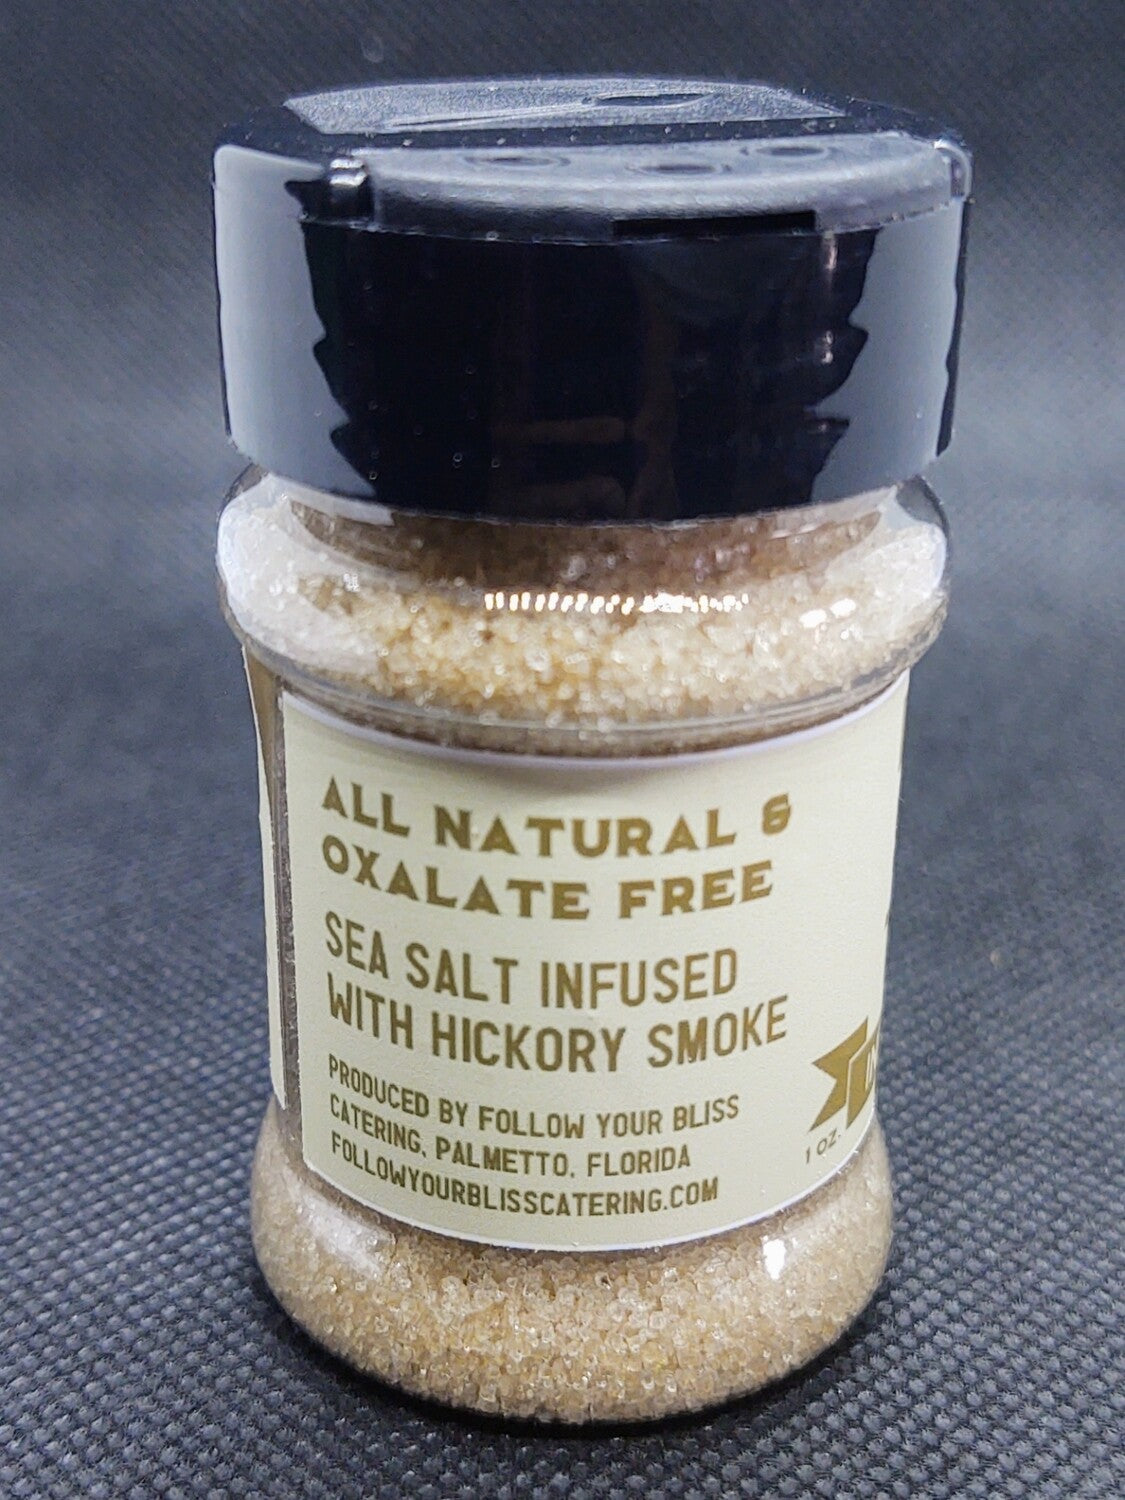 ALL NATURAL &
OXALATE FREE
SEA SALT INFUSED
WITH HICKORY SMOKE
PRODUCED BY FOLLOW YOUR BLISS
CATERING, PALMETTO, FLORIDA
FOLLOWYOURBLISSCATERING.COM
1 OZ.